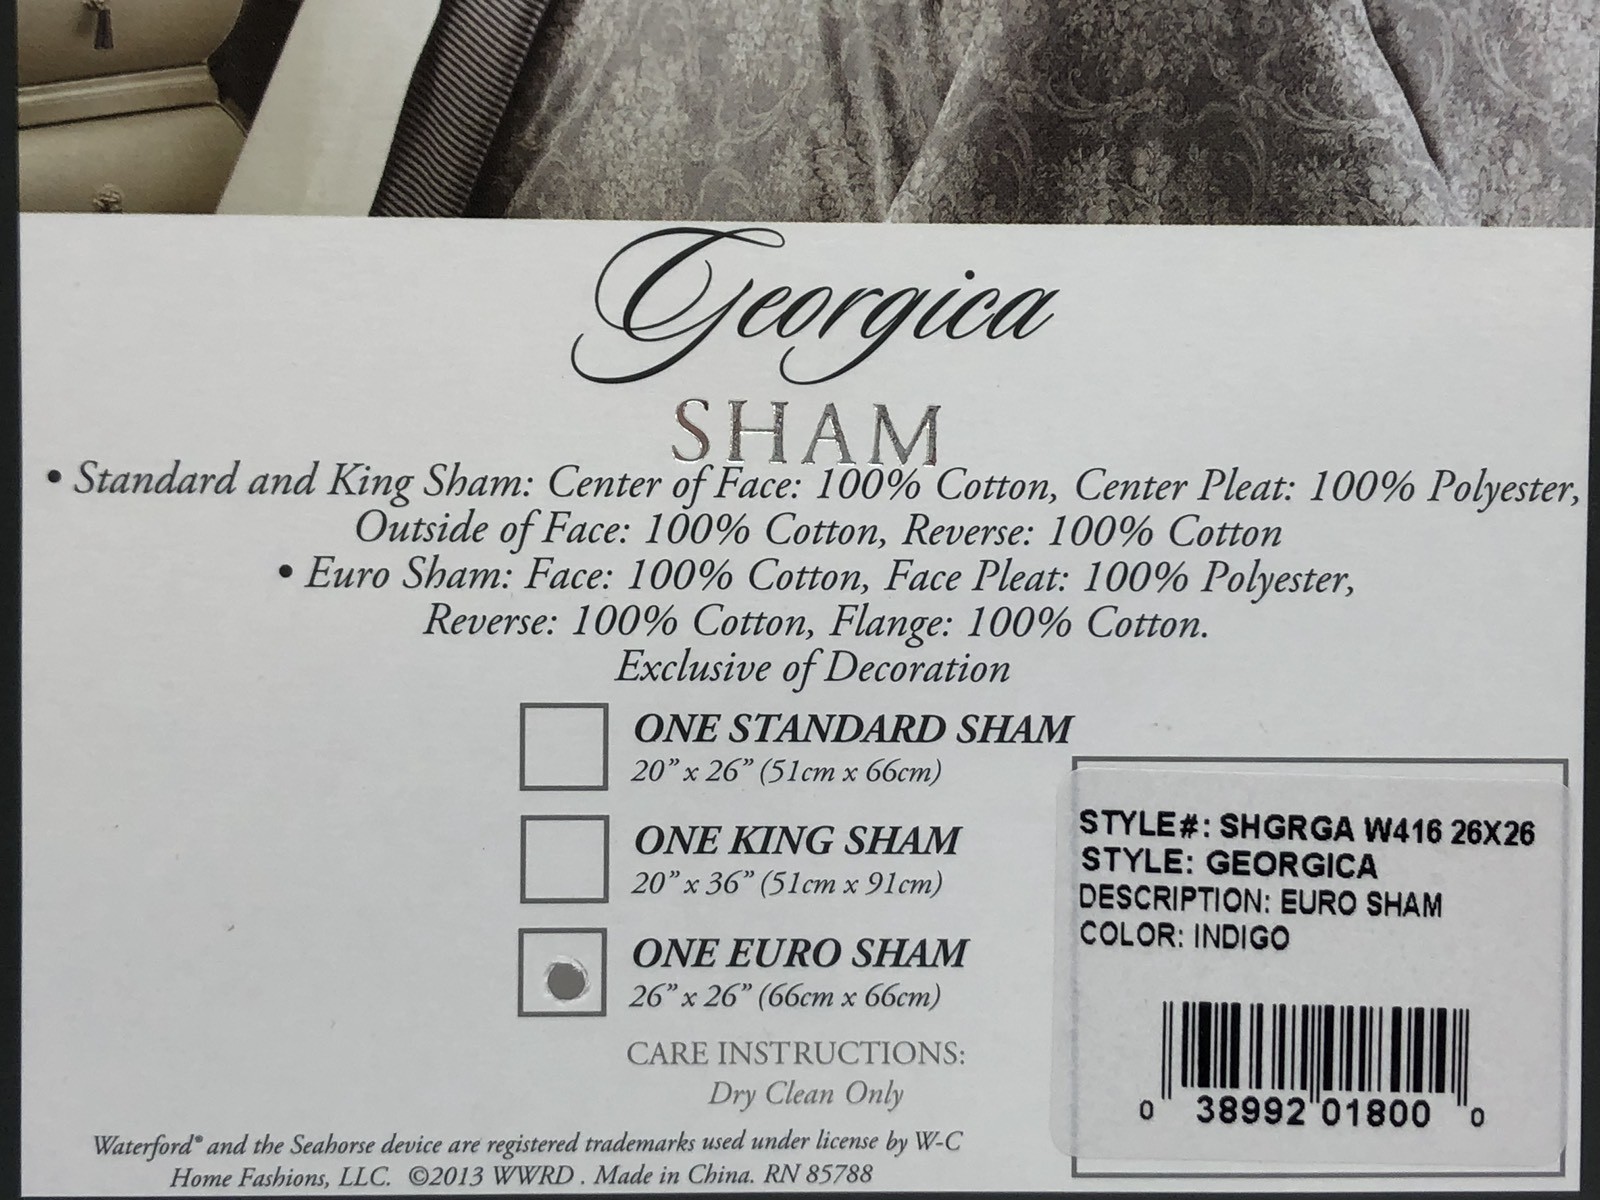 Georgica
SHAM
• Standard and King Sham: Center of Face: 100% Cotton, Center Pleat: 100% Polyester,
Outside of Face: 100% Cotton, Reverse: 100% Cotton
• Euro Sham: Face: 100% Cotton, Face Pleat: 100% Polyester,
Reverse: 100% Cotton, Flange: 100% Cotton.
Exclusive of Decoration
ONE STANDARD SHAM
20” x 26” (51cm x 66cm)
ONE KING SHAM
20” x 36” (51cm x 91cm)
ONE EURO SHAM
26” x 26” (66cm x 66cm)
CARE INSTRUCTIONS:
Dry Clean Only
Waterford® and the Seahorse device are registered trademarks used under license by W-C
Home Fashions, LLC. ©2013 WWRD . Made in China. RN 85788
STYLE#: SHGRGA W416 26X26
STYLE: GEORGICA
DESCRIPTION: EURO SHAM
COLOR: INDIGO
0 38992 01800 0